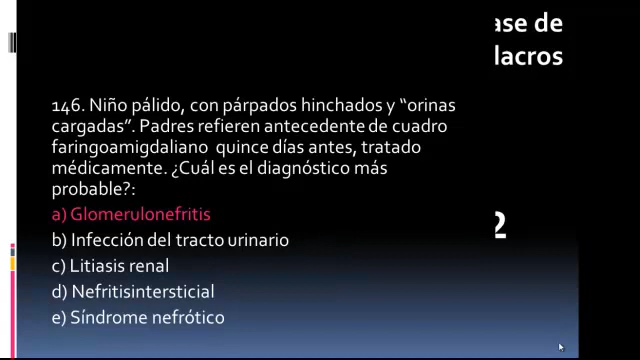 ase de
lacros
146. Niño pálido, con párpados hinchados y “orinas
cargadas”. Padres refieren antecedente de cuadro
faringoamigdaliano quince días antes, tratado
médicamente. ¿Cuál es el diagnóstico más
probable?:
a) Glomerulonefritis
2
b) Infección del tracto urinario
c) Litiasis renal
d) Nefritisintersticial
e) Síndrome nefrótico